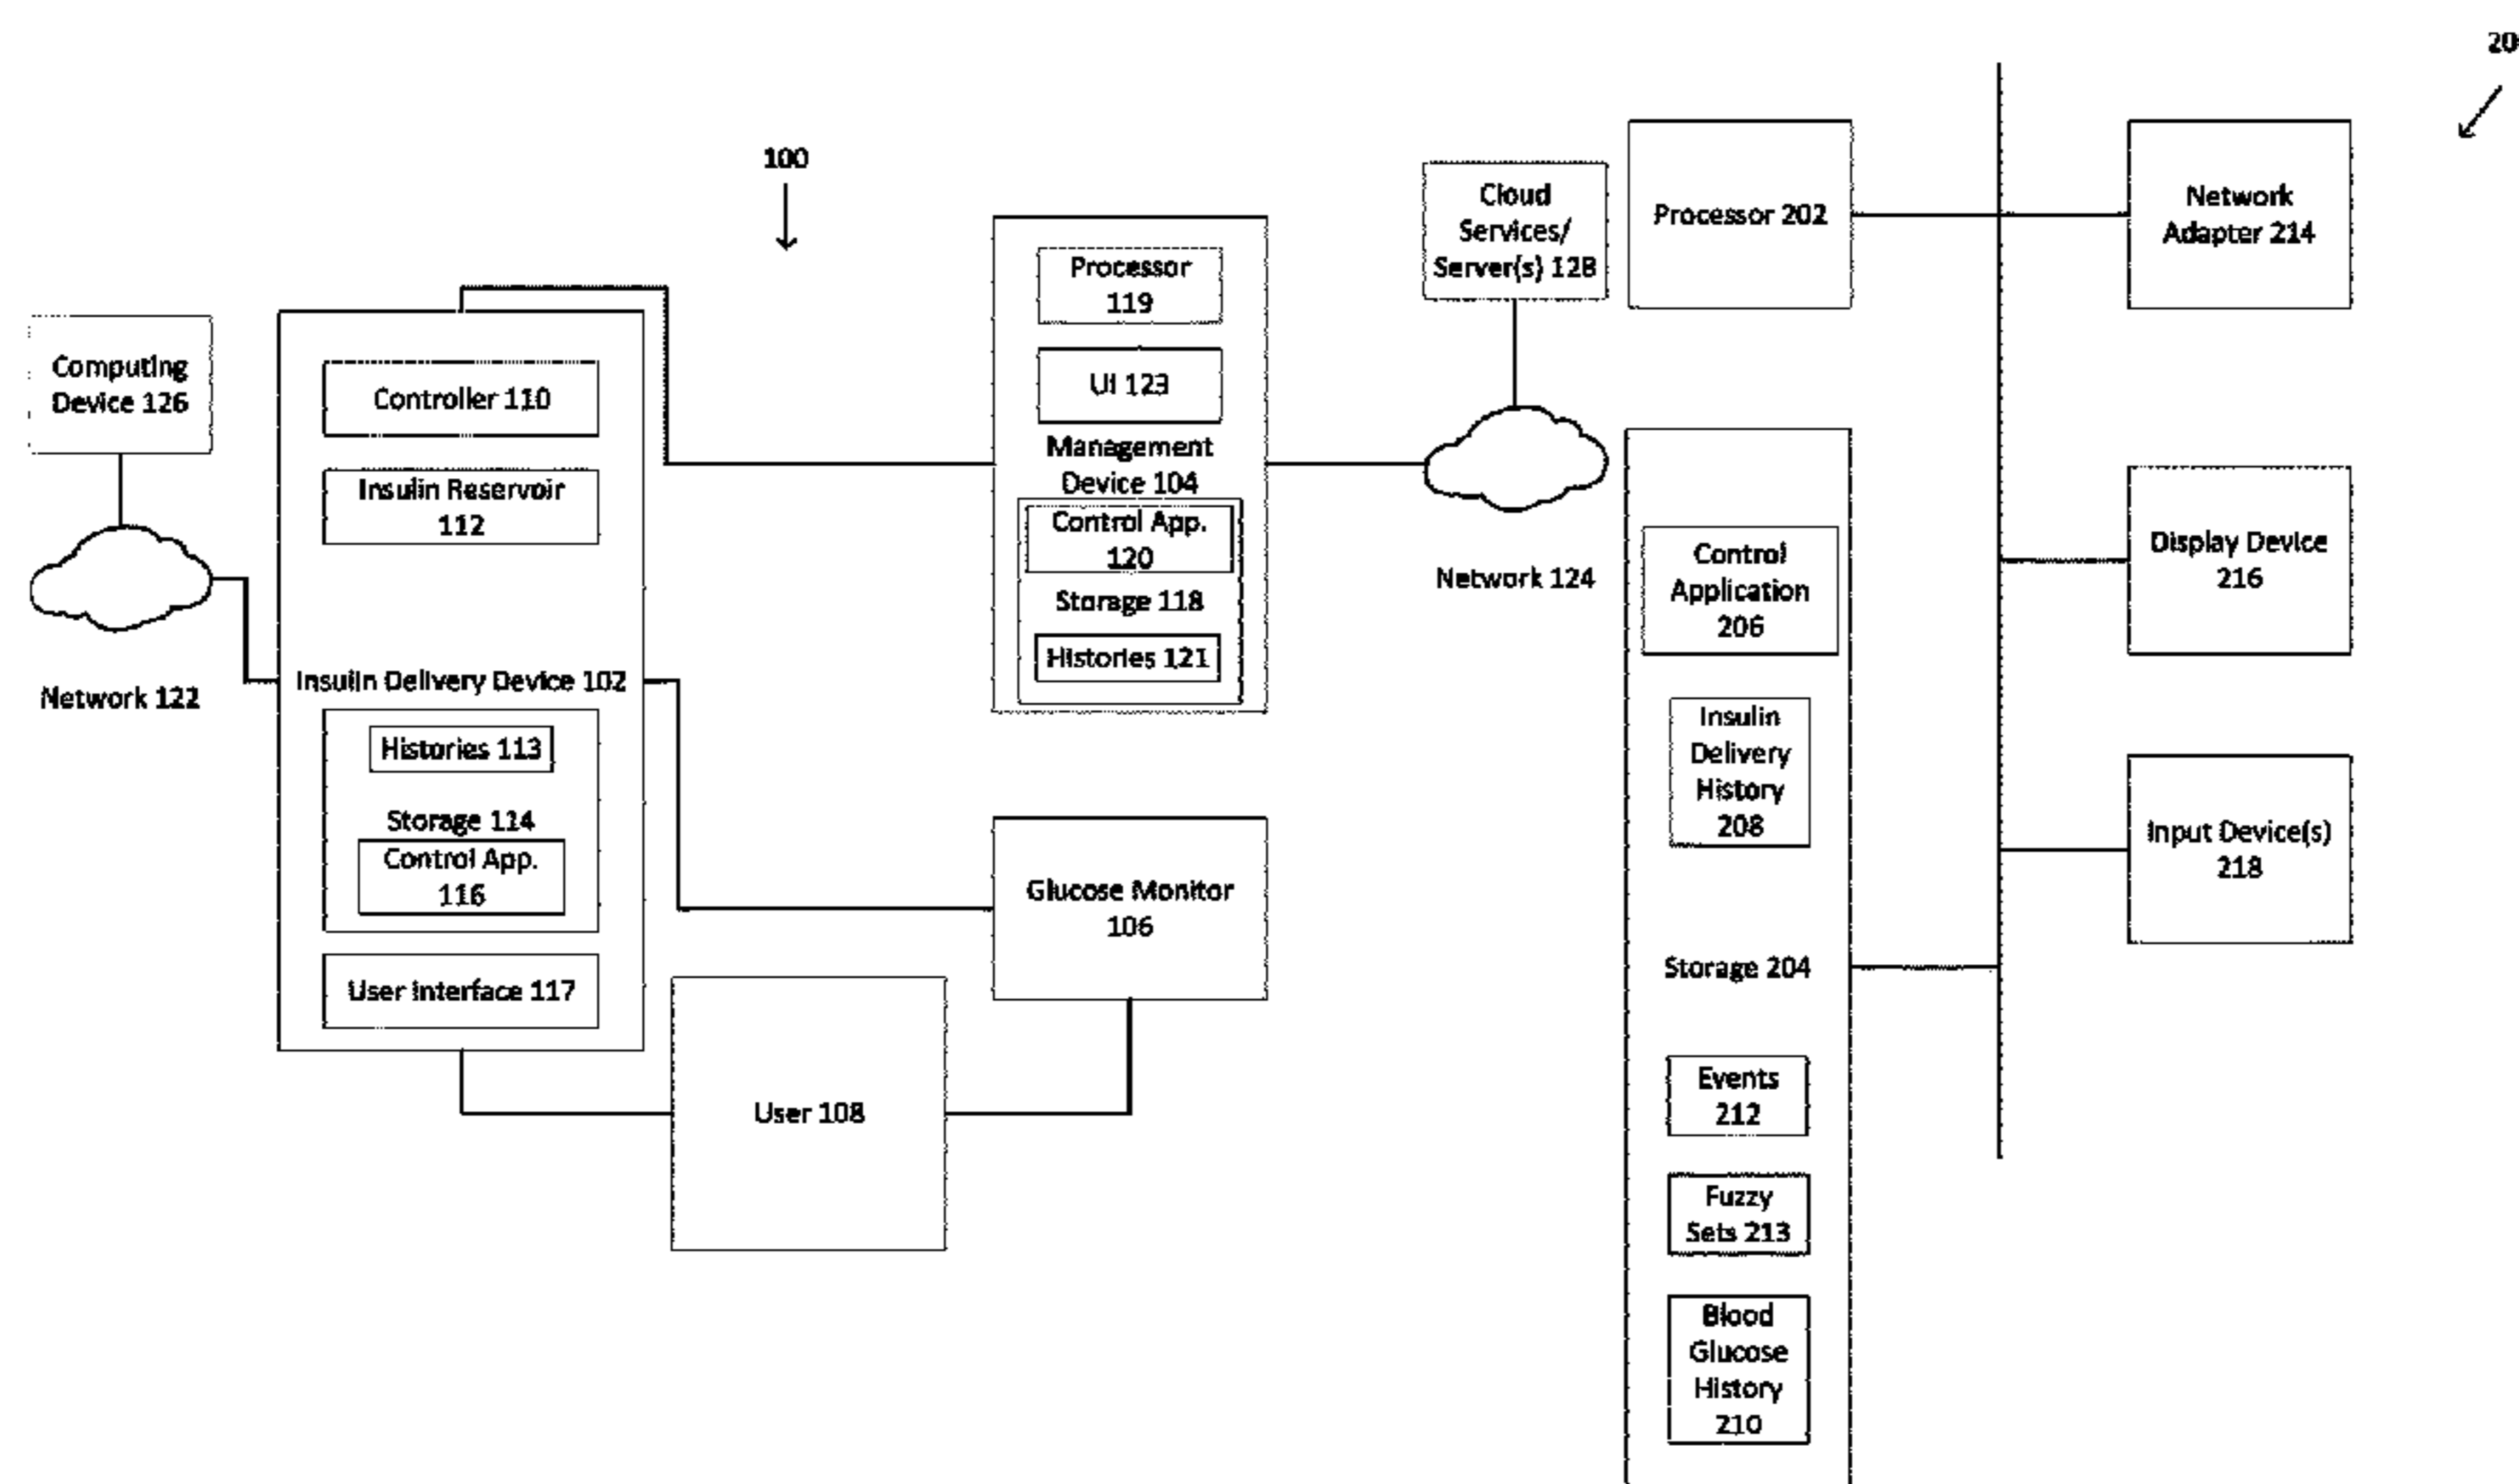 100
Computing
Device 126
Network 122
Controller 110
Insulin Reservoir
112
Insulin Delivery Device 102
Histories 113
Storage 114
Control App.
116
User Interface 117
User 108
Processor
119
UI 123
Management
Device 104
Control App.
120
Storage 118
Histories 121
Glucose Monitor
106
Cloud
Services/
Server(s) 128
Network 124
20
Processor 202
Control
Application
206
Insulin
Delivery
History
208
Storage 204
Events
212
Fuzzy
Sets 213
Blood
Glucose
History
210
Network
Adapter 214
Display Device
216
Input Device(s)
218